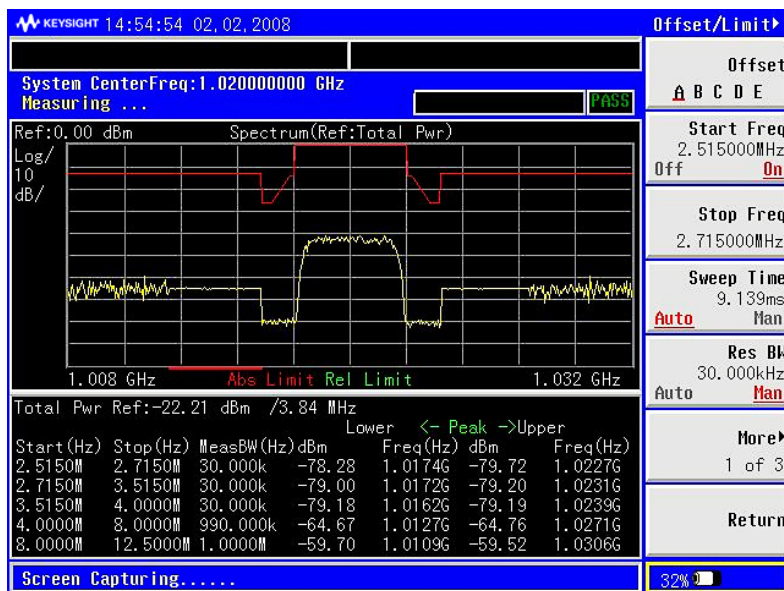 KEYSIGHT 14:54:54 02,02,2008
Offset/Limit
System CenterFreq:1.020000000 GHz
Measuring ...
PASS
Ref:0.00 dBm Spectrum(Ref:Total Pwr)
Log/
10
dB/
1.008 GHz Abs Limit Rel Limit 1.032 GHz
Total Pwr Ref:-22.21 dBm /3.84 MHz
Lower <- Peak ->Upper
Start(Hz) Stop(Hz) MeasBW(Hz) dBm Freq(Hz) dBm Freq(Hz)
2.5150M 2.7150M 30.000k -78.28 1.0174G -79.72 1.0227G
2.7150M 3.5150M 30.000k -79.00 1.0172G -79.20 1.0231G
3.5150M 4.0000M 30.000k -79.18 1.0162G -79.19 1.0239G
4.0000M 8.0000M 990.000k -64.67 1.0127G -64.76 1.0271G
8.0000M 12.5000M 1.0000M -59.70 1.0109G -59.52 1.0306G
Screen Capturing......
Offset
A B C D E
Start Freq
2.515000MHz
Off On
Stop Freq
2.715000MHz
Sweep Time
9.139ms
Auto Man
Res BW
30.000kHz
Auto Man
More
1 of 3
Return
32%